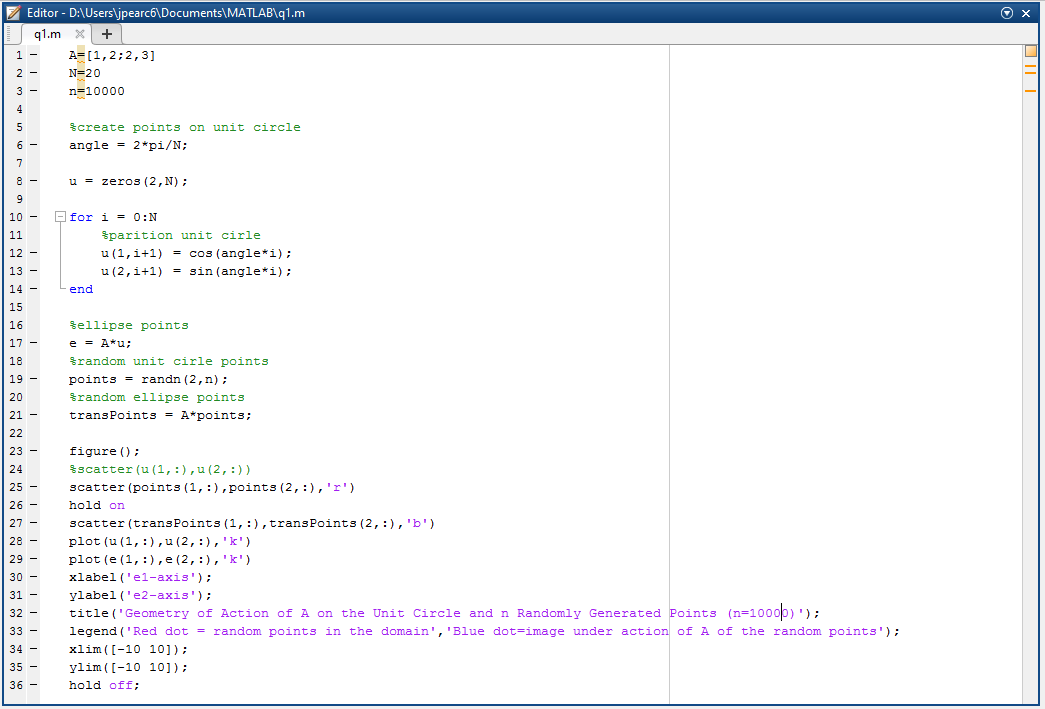 Editor - D:\Users\jpearc6\Documents\MATLAB\q1.m
q1.m
1 A=[1,2;2,3]
2 N=20
3 n=10000
4
5 %create points on unit circle
6 angle = 2*pi/N;
7
8 u = zeros(2,N);
9
10 for i = 0:N
11 %parition unit cirle
12 u(1,i+1) = cos(angle*i);
13 u(2,i+1) = sin(angle*i);
14 end
15
16 %ellipse points
17 e = A*u;
18 %random unit cirle points
19 points = randn(2,n);
20 %random ellipse points
21 transPoints = A*points;
22
23 figure();
24 %scatter(u(1,:),u(2,:))
25 scatter(points(1,:),points(2,:),'r')
26 hold on
27 scatter(transPoints(1,:),transPoints(2,:),'b')
28 plot(u(1,:),u(2,:),'k')
29 plot(e(1,:),e(2,:),'k')
30 xlabel('e1-axis');
31 ylabel('e2-axis');
32 title('Geometry of Action of A on the Unit Circle and n Randomly Generated Points (n=10000)');
33 legend('Red dot = random points in the domain','Blue dot=image under action of A of the random points');
34 xlim([-10 10]);
35 ylim([-10 10]);
36 hold off;